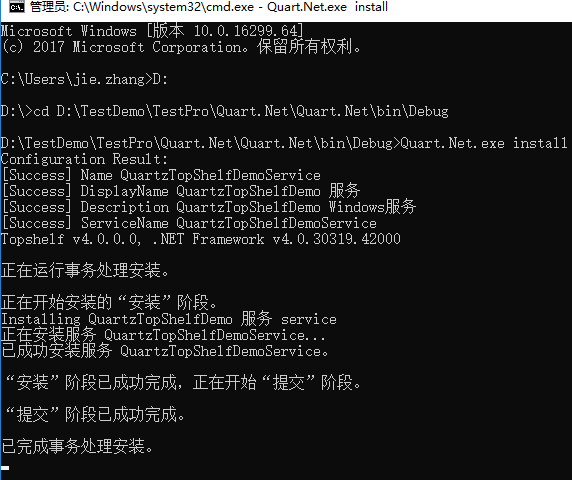 管理员: C:\Windows\system32\cmd.exe - Quart.Net.exe install
Microsoft Windows [版本 10.0.16299.64]
(c) 2017 Microsoft Corporation。保留所有权利。
C:\Users\jie.zhang>D:
D:\>cd D:\TestDemo\TestPro\Quart.Net\Quart.Net\bin\Debug
D:\TestDemo\TestPro\Quart.Net\Quart.Net\bin\Debug>Quart.Net.exe install
Configuration Result:
[Success] Name QuartzTopShelfDemoService
[Success] DisplayName QuartzTopShelfDemo 服务
[Success] Description QuartzTopShelfDemo Windows服务
[Success] ServiceName QuartzTopShelfDemoService
Topshelf v4.0.0.0, .NET Framework v4.0.30319.42000
正在运行事务处理安装。
正在开始安装的“安装”阶段。
Installing QuartzTopShelfDemo 服务 service
正在安装服务 QuartzTopShelfDemoService...
已成功安装服务 QuartzTopShelfDemoService。
“安装”阶段已成功完成，正在开始“提交”阶段。
“提交”阶段已成功完成。
已完成事务处理安装。